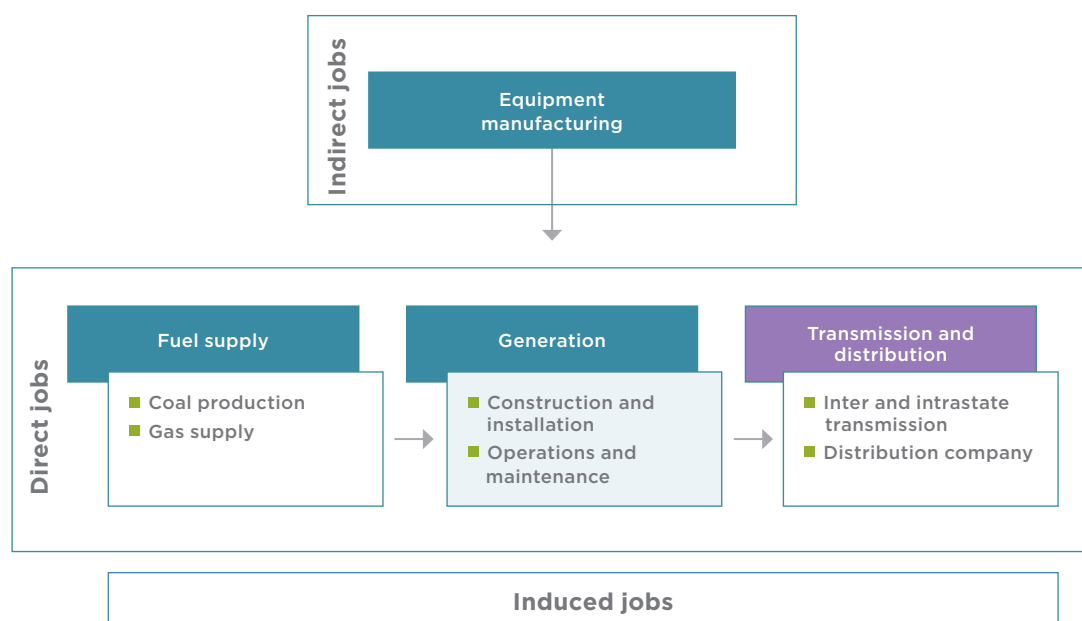 Indirect jobs
Equipment
manufacturing
Direct jobs
Fuel supply
Coal production
Gas supply
Generation
Construction and
installation
Operations and
maintenance
Transmission and
distribution
Inter and intrastate
transmission
Distribution company
Induced jobs